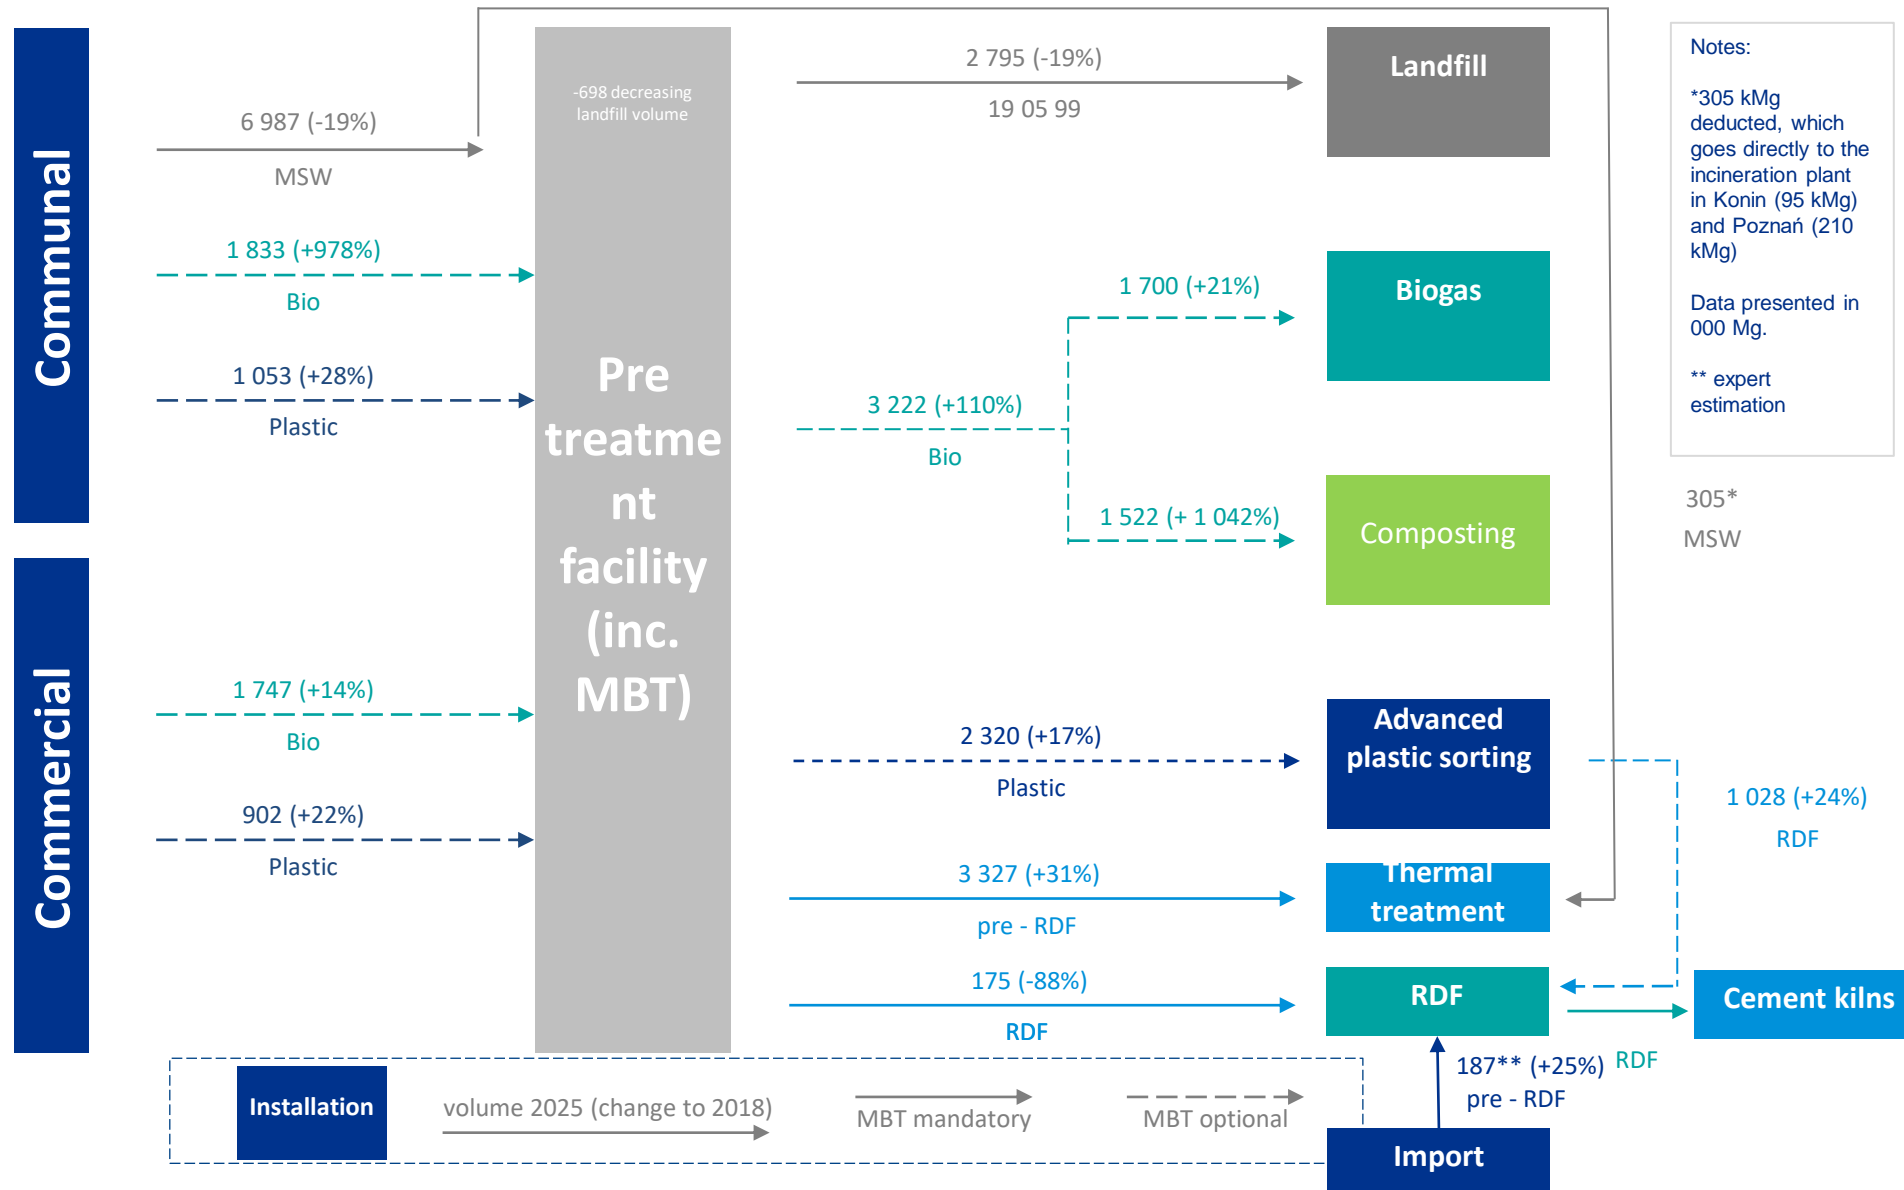 Communal
6 987 (-19%)
MSW
1 833 (+978%)
Bio
1 053 (+28%)
Plastic
Commercial
1 747 (+14%)
Bio
902 (+22%)
Plastic
-698 decreasing
landfill volume
Pre
treatme
nt
facility
(inc.
MBT)
2 795 (-19%)
19 05 99
Landfill
3 222 (+110%)
Bio
1 700 (+21%)
Biogas
1 522 (+ 1 042%)
Composting
2 320 (+17%)
Plastic
Advanced
plastic sorting
3 327 (+31%)
pre - RDF
Thermal
treatment
175 (-88%)
RDF
RDF
1 028 (+24%)
RDF
Cement kilns
RDF
187** (+25%)
pre - RDF
Import
Notes:
*305 kMg
deducted, which
goes directly to the
incineration plant
in Konin (95 kMg)
and Poznań (210
kMg)
Data presented in
000 Mg.
** expert
estimation
305*
MSW
Installation
volume 2025 (change to 2018)
MBT mandatory
MBT optional